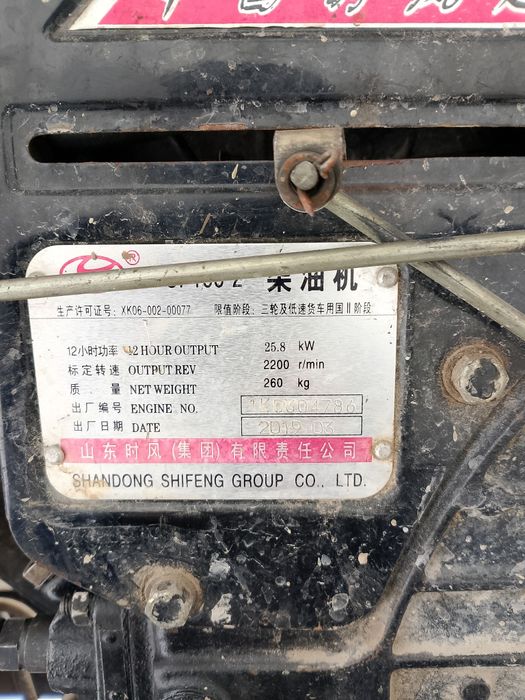 ®
柴油机
生产许可证号: XK06-002-00077 限值阶段: 三轮及低速货车用国Ⅱ阶段
12小时功率 12 HOUR OUTPUT 25.8 kW
标定转速 OUTPUT REV 2200 r/min
质 量 NET WEIGHT 260 kg
出厂编号 ENGINE NO.
出厂日期 DATE 2019.03
山东时风(集团)有限责任公司
SHANDONG SHIFENG GROUP CO., LTD.